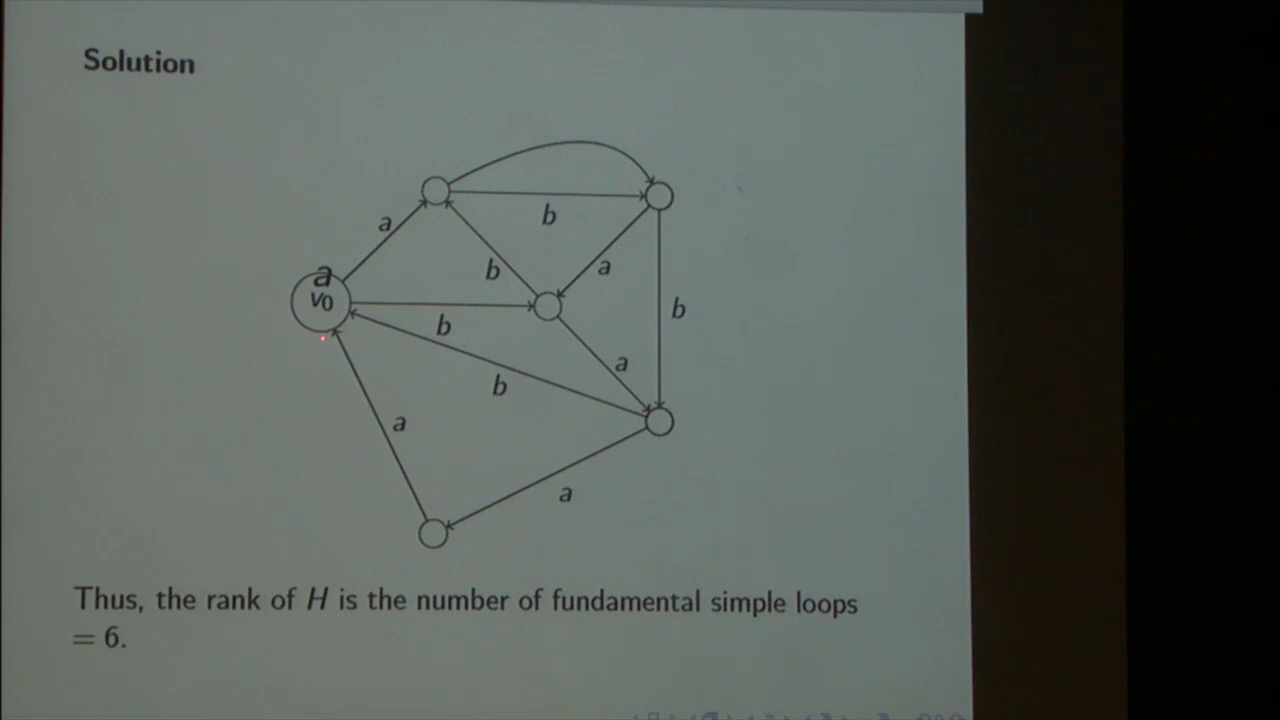 Solution
b
a
b
a
a
v0
b
b
a
b
a
a
Thus, the rank of H is the number of fundamental simple loops
= 6.